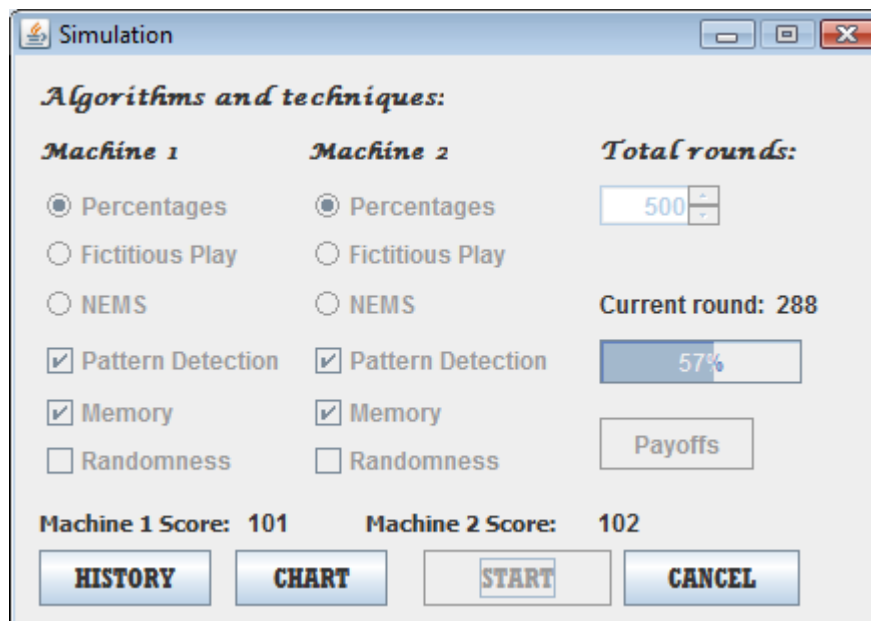 Simulation
Algorithms and techniques:
Machine 1 Machine 2 Total rounds:
Percentages Percentages 500
Fictitious Play Fictitious Play
NEMS NEMS Current round: 288
Pattern Detection Pattern Detection 57%
Memory Memory
Randomness Randomness Payoffs
Machine 1 Score: 101 Machine 2 Score: 102
HISTORY CHART START CANCEL